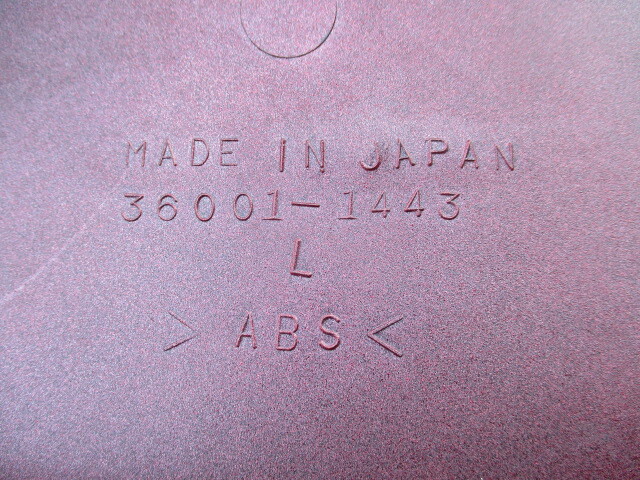 MADE IN JAPAN
36001-1443
L
> ABS <